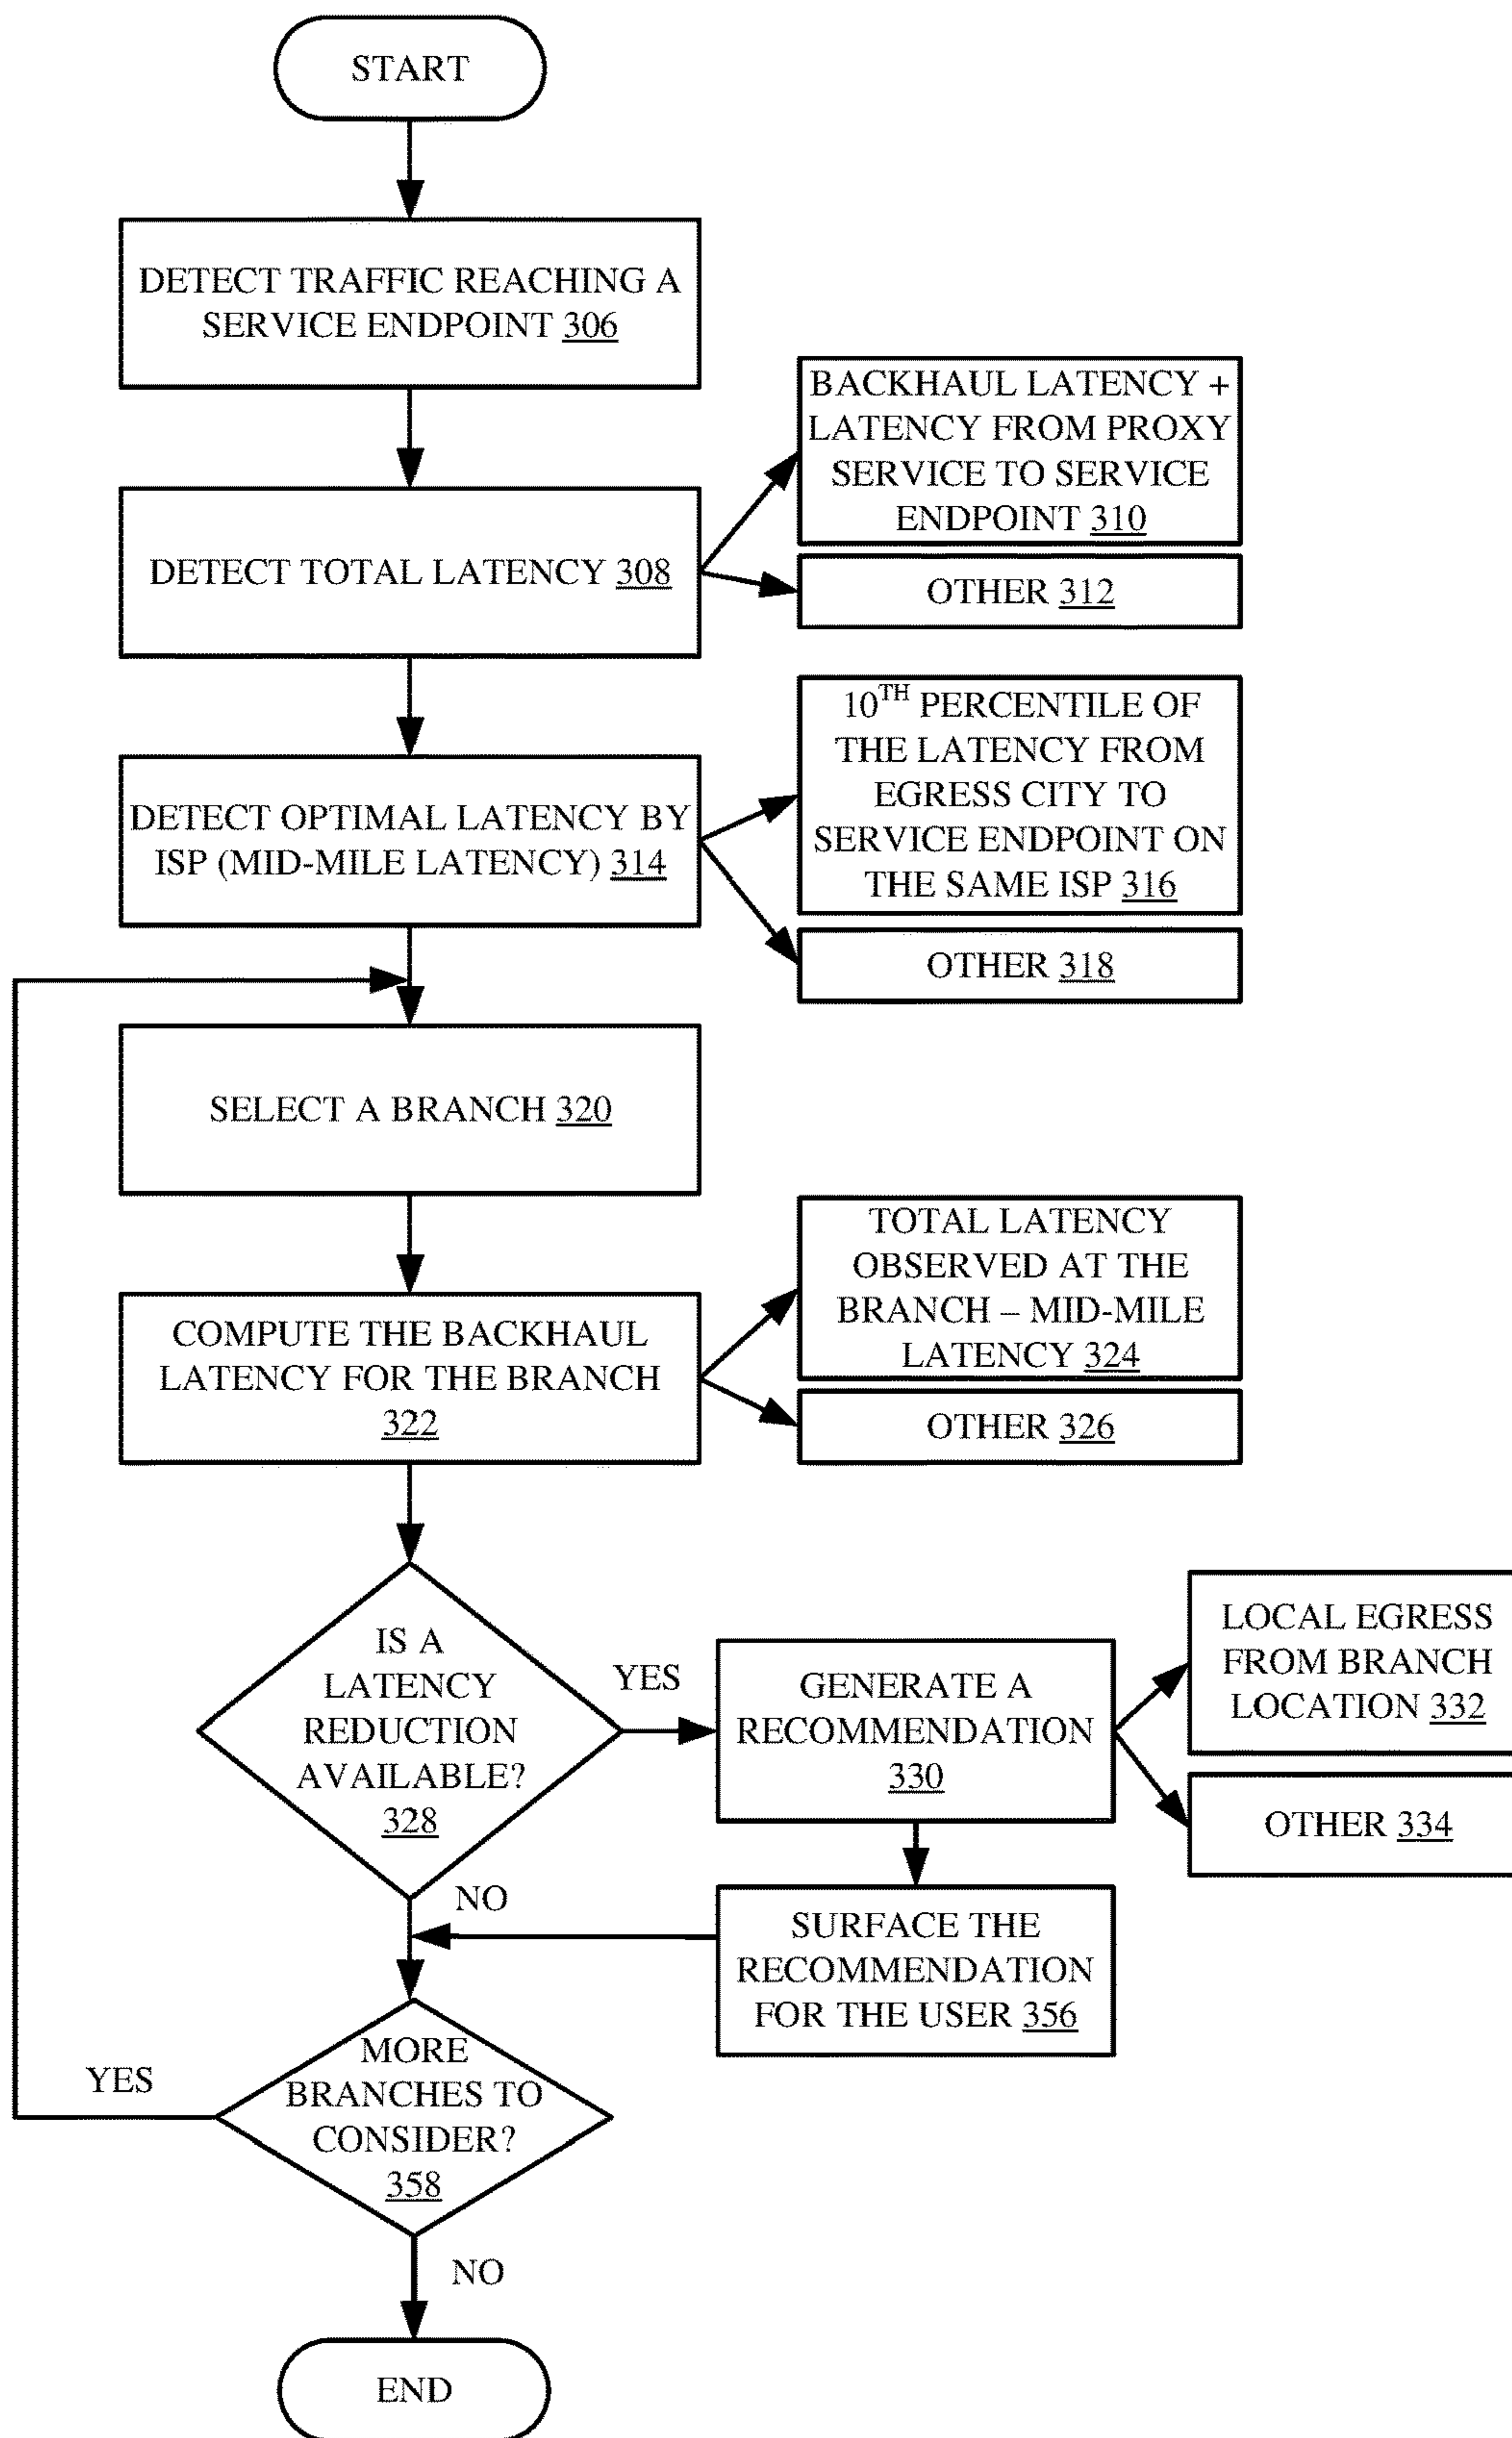 START
DETECT TRAFFIC REACHING A
SERVICE ENDPOINT 306
BACKHAUL LATENCY +
LATENCY FROM PROXY
SERVICE TO SERVICE
ENDPOINT 310
DETECT TOTAL LATENCY 308
OTHER 312
10TH PERCENTILE OF
THE LATENCY FROM
EGRESS CITY TO
SERVICE ENDPOINT ON
THE SAME ISP 316
DETECT OPTIMAL LATENCY BY
ISP (MID-MILE LATENCY) 314
OTHER 318
SELECT A BRANCH 320
TOTAL LATENCY
OBSERVED AT THE
BRANCH – MID-MILE
LATENCY 324
COMPUTE THE BACKHAUL
LATENCY FOR THE BRANCH
322
OTHER 326
IS A
LATENCY
REDUCTION
AVAILABLE?
328
YES
GENERATE A
RECOMMENDATION
330
LOCAL EGRESS
FROM BRANCH
LOCATION 332
OTHER 334
NO
SURFACE THE
RECOMMENDATION
FOR THE USER 356
MORE
BRANCHES TO
CONSIDER?
358
YES
NO
END